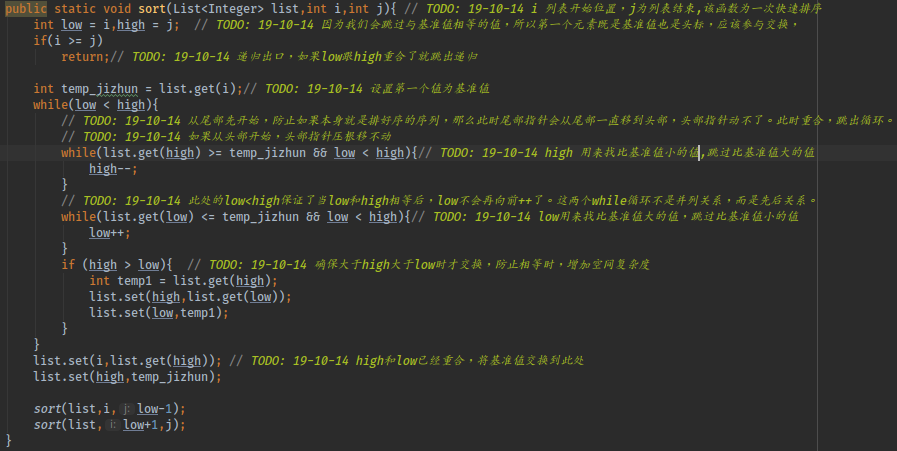 public static void sort(List<Integer> list,int i,int j){ // TODO: 19-10-14 i 列表开始位置，j为列表结束,该函数为一次快速排序
int low = i,high = j; // TODO: 19-10-14 因为我们会跳过与基准值相等的值，所以第一个元素既是基准值也是头标，应该参与交换，
if(i >= j)
return;// TODO: 19-10-14 递归出口，如果low跟high重合了就跳出递归
int temp_jizhun = list.get(i);// TODO: 19-10-14 设置第一个值为基准值
while(low < high){
// TODO: 19-10-14 从尾部先开始，防止如果本身就是排好序的序列，那么此时尾部指针会从尾部一直移到头部，头部指针动不了。此时重合，跳出循环。
// TODO: 19-10-14 如果从头部开始，头部指针压根移不动
while(list.get(high) >= temp_jizhun && low < high){// TODO: 19-10-14 high 用来找比基准值小的值,跳过比基准值大的值
high--;
}
// TODO: 19-10-14 此处的low<high保证了当low和high相等后，low不会再向前++了。这两个while循环不是并列关系，而是先后关系。
while(list.get(low) <= temp_jizhun && low < high){// TODO: 19-10-14 low用来找比基准值大的值，跳过比基准值小的值
low++;
}
if (high > low){ // TODO: 19-10-14 确保大于high大于low时才交换，防止相等时，增加空间复杂度
int temp1 = list.get(high);
list.set(high,list.get(low));
list.set(low,temp1);
}
}
list.set(i,list.get(high)); // TODO: 19-10-14 high和low已经重合，将基准值交换到此处
list.set(high,temp_jizhun);
sort(list,i, j: low-1);
sort(list, i: low+1,j);
}